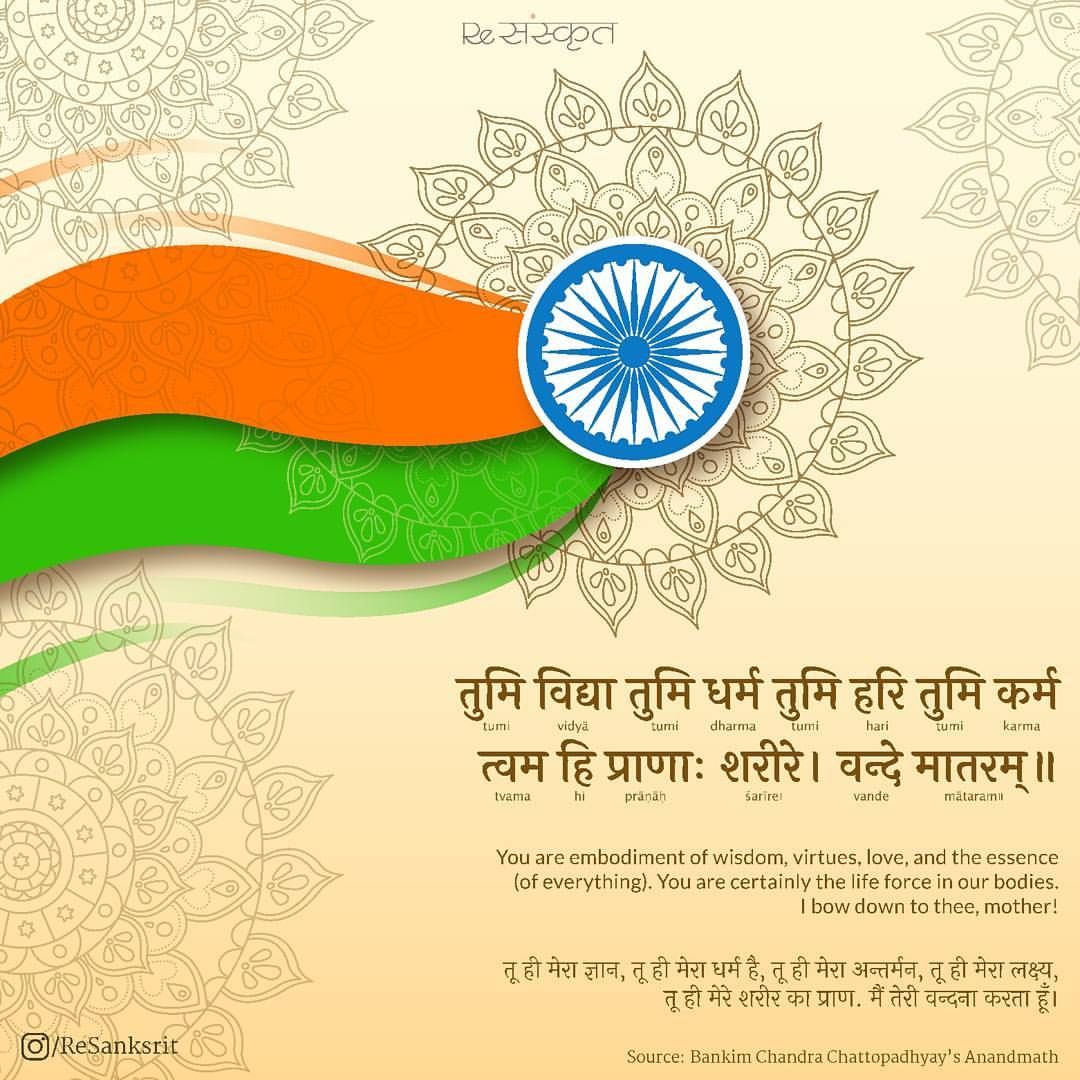 Re संस्कृत
तुमि विद्या तुमि धर्म तुमि हरि तुमि कर्म
tumi vidyā tumi dharma tumi hari tumi karma
त्वम हि प्राणाः शरीरे। वन्दे मातरम्॥
tvama hi prāṇāḥ śarīre। vande mātaram॥
You are embodiment of wisdom, virtues, love, and the essence
(of everything). You are certainly the life force in our bodies.
I bow down to thee, mother!
तू ही मेरा ज्ञान, तू ही मेरा धर्म है, तू ही मेरा अन्तर्मन, तू ही मेरा लक्ष्य,
तू ही मेरे शरीर का प्राण. मैं तेरी वन्दना करता हूँ।
/ReSanksrit
Source: Bankim Chandra Chattopadhyay's Anandmath